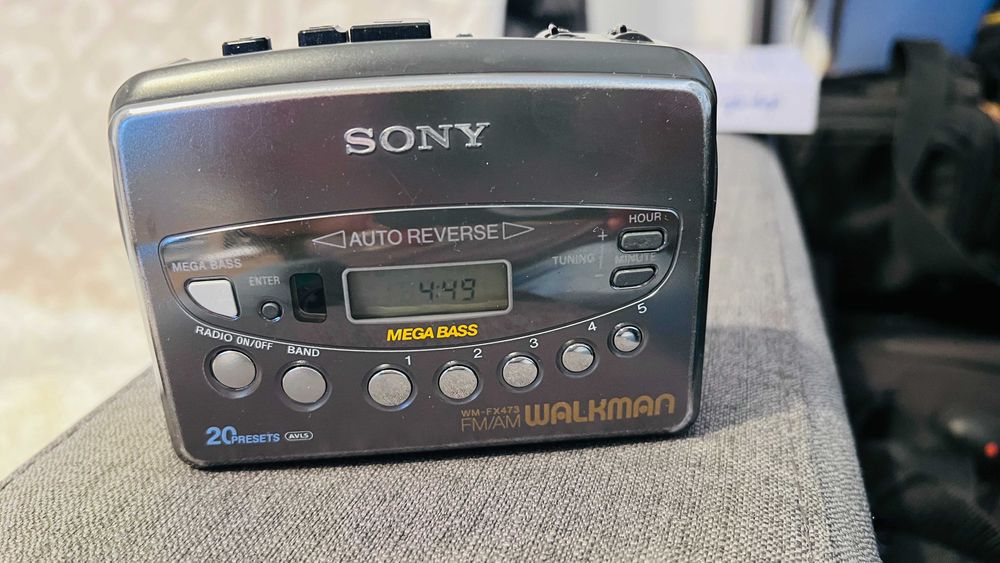 SONY
◁AUTO REVERSE▷
HOUR
+
TUNING
MINUTE
-
MEGA BASS
ENTER
4:49
MEGA BASS
RADIO ON/OFF
BAND
1
2
3
4
5
20 PRESETS AVLS
WM-FX473
FM/AM WALKMAN